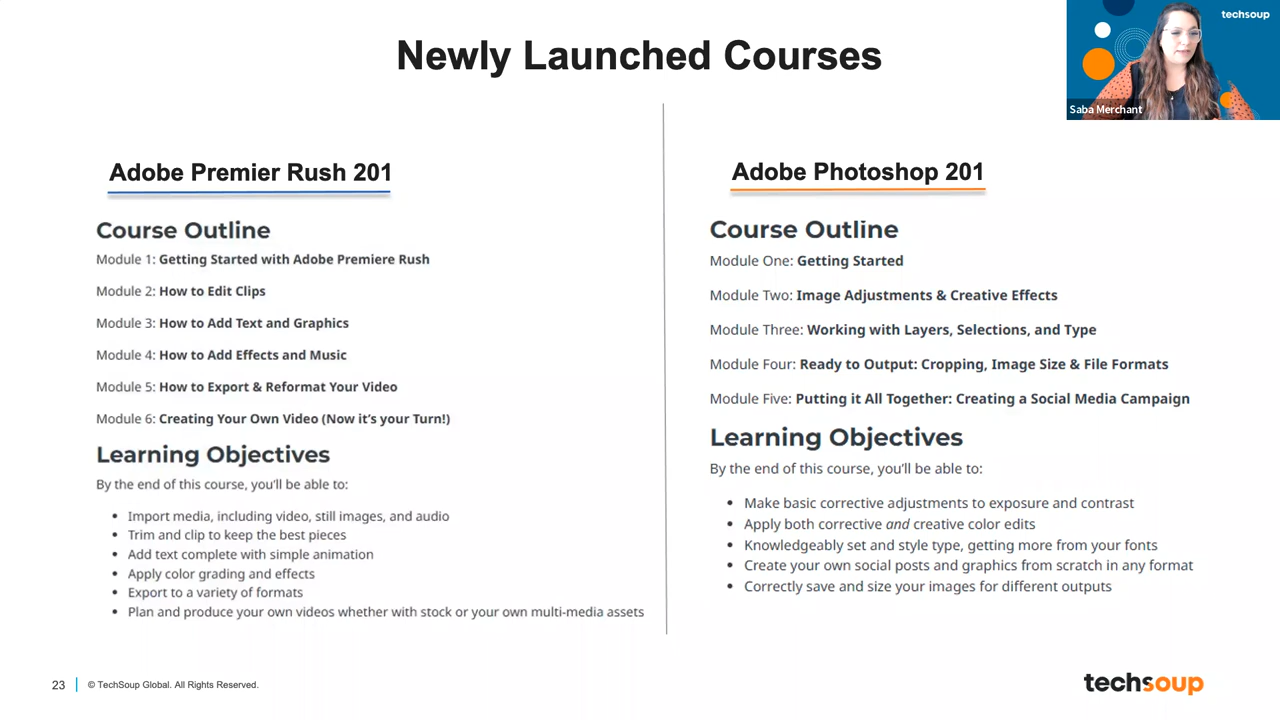 Newly Launched Courses
techsoup
Saba Merchant
Adobe Premier Rush 201
Course Outline
Module 1: Getting Started with Adobe Premiere Rush
Module 2: How to Edit Clips
Module 3: How to Add Text and Graphics
Module 4: How to Add Effects and Music
Module 5: How to Export & Reformat Your Video
Module 6: Creating Your Own Video (Now it's your Turn!)
Learning Objectives
By the end of this course, you'll be able to:
• Import media, including video, still images, and audio
• Trim and clip to keep the best pieces
• Add text complete with simple animation
• Apply color grading and effects
• Export to a variety of formats
• Plan and produce your own videos whether with stock or your own multi-media assets
Adobe Photoshop 201
Course Outline
Module One: Getting Started
Module Two: Image Adjustments & Creative Effects
Module Three: Working with Layers, Selections, and Type
Module Four: Ready to Output: Cropping, Image Size & File Formats
Module Five: Putting it All Together: Creating a Social Media Campaign
Learning Objectives
By the end of this course, you'll be able to:
• Make basic corrective adjustments to exposure and contrast
• Apply both corrective and creative color edits
• Knowledgeably set and style type, getting more from your fonts
• Create your own social posts and graphics from scratch in any format
• Correctly save and size your images for different outputs
23
© TechSoup Global. All Rights Reserved.
techsoup